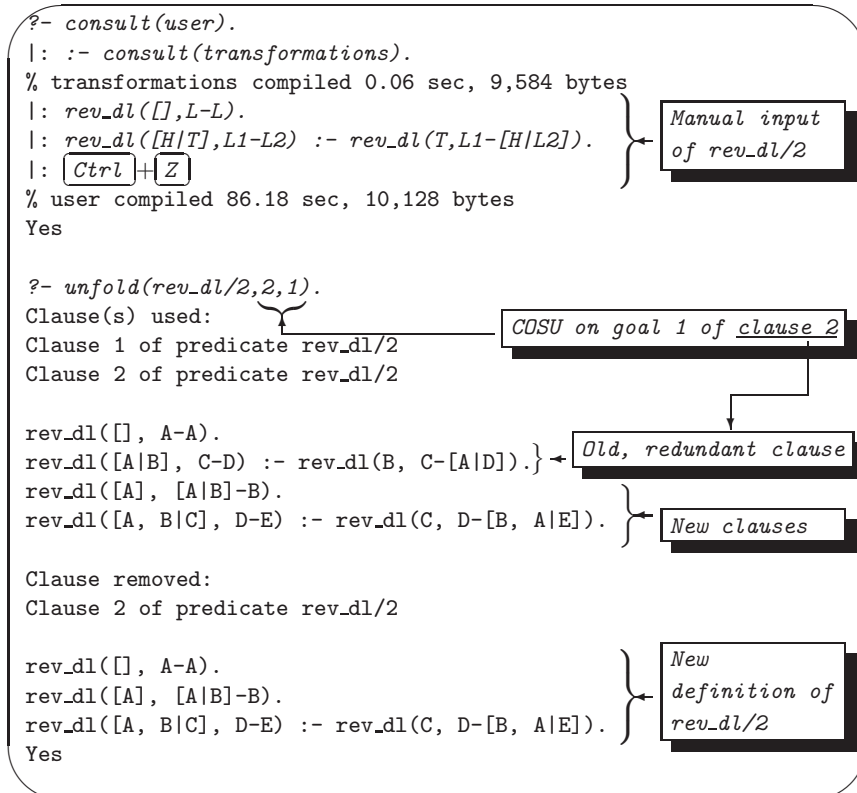 ?- consult(user).
|: :- consult(transformations).
% transformations compiled 0.06 sec, 9,584 bytes
|: rev_dl([],L-L).
|: rev_dl([H|T],L1-L2) :- rev_dl(T,L1-[H|L2]).
Manual input
of rev_dl/2
|: Ctrl+Z
% user compiled 86.18 sec, 10,128 bytes
Yes
?- unfold(rev_dl/2,2,1).
Clause(s) used:
COSU on goal 1 of clause 2
Clause 1 of predicate rev_dl/2
Clause 2 of predicate rev_dl/2
rev_dl([], A-A).
rev_dl([A|B], C-D) :- rev_dl(B, C-[A|D]).
Old, redundant clause
rev_dl([A], [A|B]-B).
rev_dl([A, B|C], D-E) :- rev_dl(C, D-[B, A|E]).
New clauses
Clause removed:
Clause 2 of predicate rev_dl/2
rev_dl([], A-A).
rev_dl([A], [A|B]-B).
rev_dl([A, B|C], D-E) :- rev_dl(C, D-[B, A|E]).
New
definition of
rev_dl/2
Yes